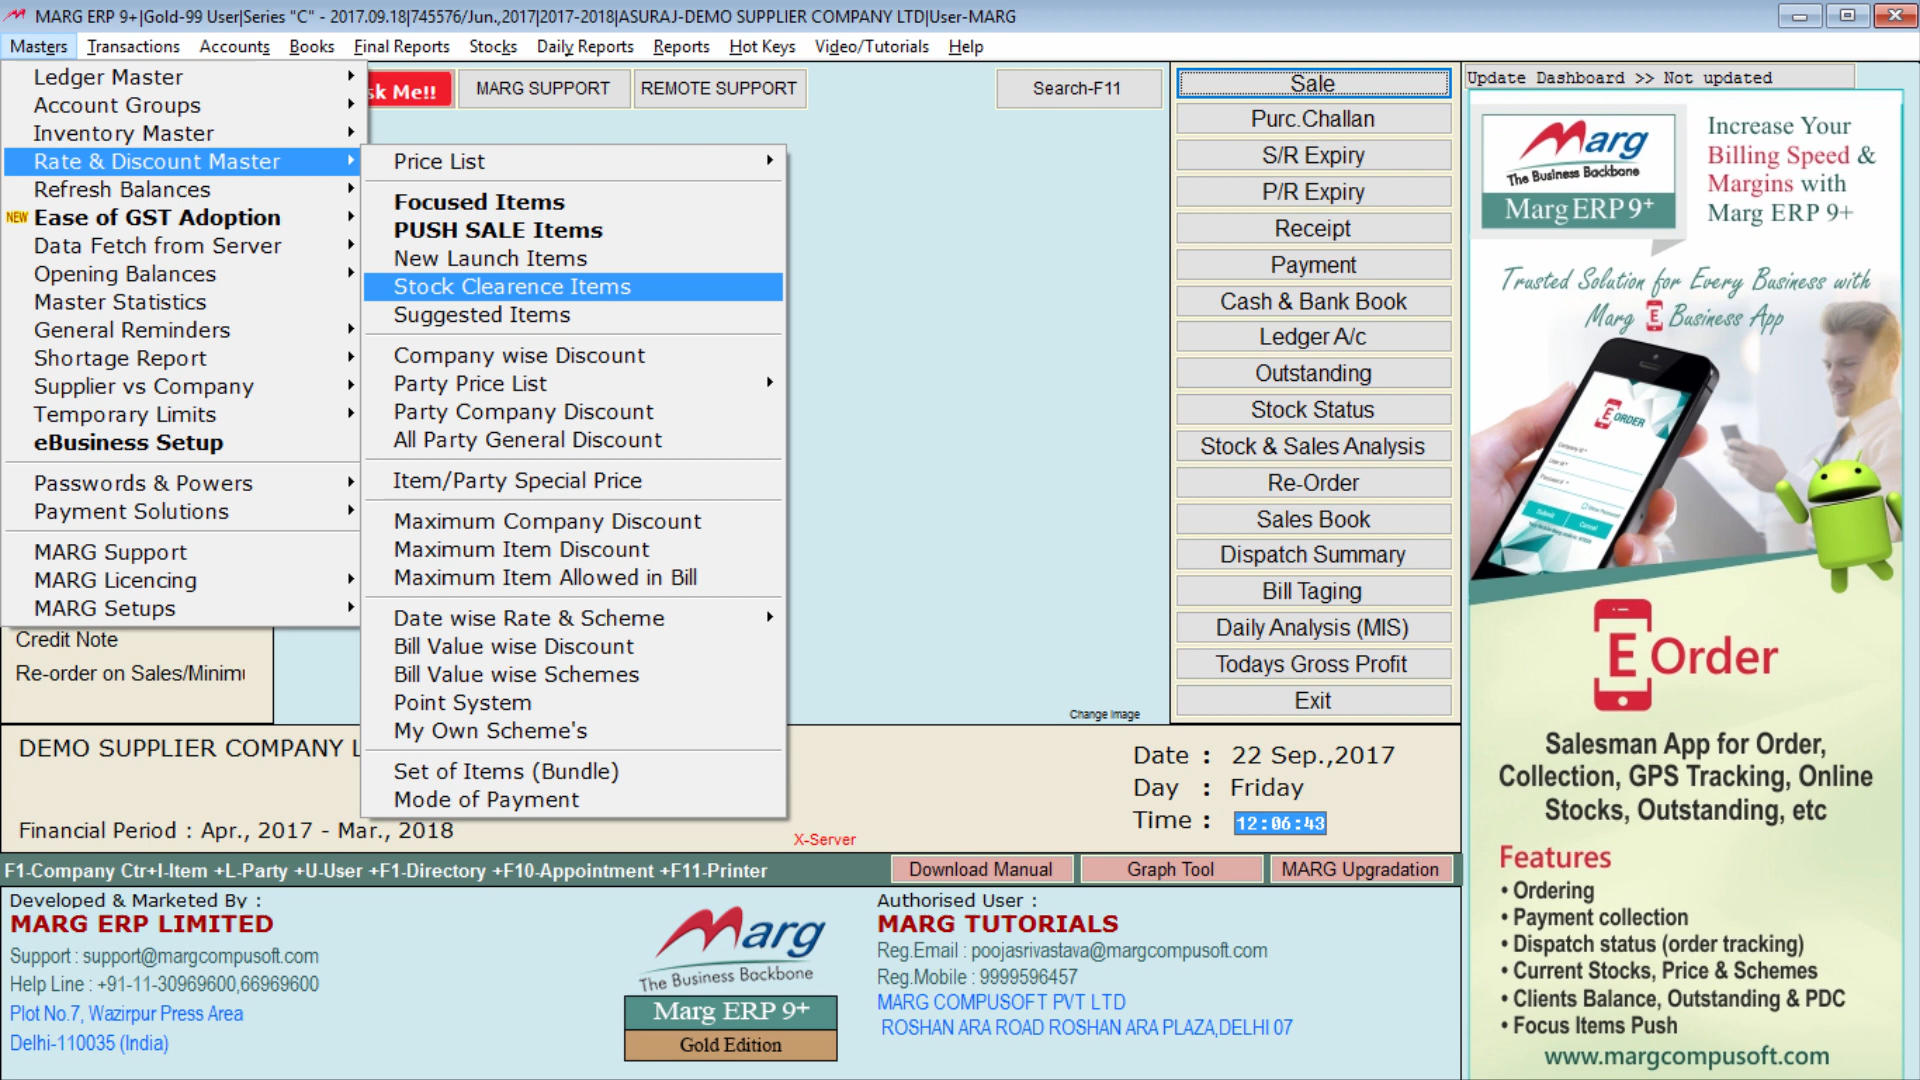 MARG ERP 9+|Gold-99 User|Series "C" - 2017.09.18|745576/Jun.,2017|2017-2018|ASURAJ-DEMO SUPPLIER COMPANY LTD|User-MARG
Masters Transactions Accounts Books Final Reports Stocks Daily Reports Reports Hot Keys Video/Tutorials Help
Ledger Master
Account Groups
Inventory Master
Rate & Discount Master
Refresh Balances
NEW Ease of GST Adoption
Data Fetch from Server
Opening Balances
Master Statistics
General Reminders
Shortage Report
Supplier vs Company
Temporary Limits
eBusiness Setup
Passwords & Powers
Payment Solutions
MARG Support
MARG Licencing
MARG Setups
Credit Note
Re-order on Sales/Minim
sk Me!! MARG SUPPORT REMOTE SUPPORT Search-F11
Price List
Focused Items
PUSH SALE Items
New Launch Items
Stock Clearence Items
Suggested Items
Company wise Discount
Party Price List
Party Company Discount
All Party General Discount
Item/Party Special Price
Maximum Company Discount
Maximum Item Discount
Maximum Item Allowed in Bill
Date wise Rate & Scheme
Bill Value wise Discount
Bill Value wise Schemes
Point System
My Own Scheme's
Set of Items (Bundle)
Mode of Payment
Change Image
Sale
Purc.Challan
S/R Expiry
P/R Expiry
Receipt
Payment
Cash & Bank Book
Ledger A/c
Outstanding
Stock Status
Stock & Sales Analysis
Re-Order
Sales Book
Dispatch Summary
Bill Taging
Daily Analysis (MIS)
Todays Gross Profit
Exit
DEMO SUPPLIER COMPANY L
Financial Period : Apr., 2017 - Mar., 2018
X-Server
Date : 22 Sep.,2017
Day : Friday
Time : 12:06:43
F1-Company Ctr+I-Item +L-Party +U-User +F1-Directory +F10-Appointment +F11-Printer
Download Manual Graph Tool MARG Upgradation
Developed & Marketed By :
MARG ERP LIMITED
Support : support@margcompusoft.com
Help Line : +91-11-30969600,66969600
Plot No.7, Wazirpur Press Area
Delhi-110035 (India)
Marg
The Business Backbone
Marg ERP 9+
Gold Edition
Authorised User :
MARG TUTORIALS
Reg.Email : poojasrivastava@margcompusoft.com
Reg.Mobile : 9999596457
MARG COMPUSOFT PVT LTD
ROSHAN ARA ROAD ROSHAN ARA PLAZA,DELHI 07
Update Dashboard >> Not updated
Marg
The Business Backbone
Marg ERP 9+
Increase Your
Billing Speed &
Margins with
Marg ERP 9+
Trusted Solution for Every Business with
Marg E Business App
E ORDER
Submit Cancel
E Order
Salesman App for Order,
Collection, GPS Tracking, Online
Stocks, Outstanding, etc
Features
• Ordering
• Payment collection
• Dispatch status (order tracking)
• Current Stocks, Price & Schemes
• Clients Balance, Outstanding & PDC
• Focus Items Push
www.margcompusoft.com